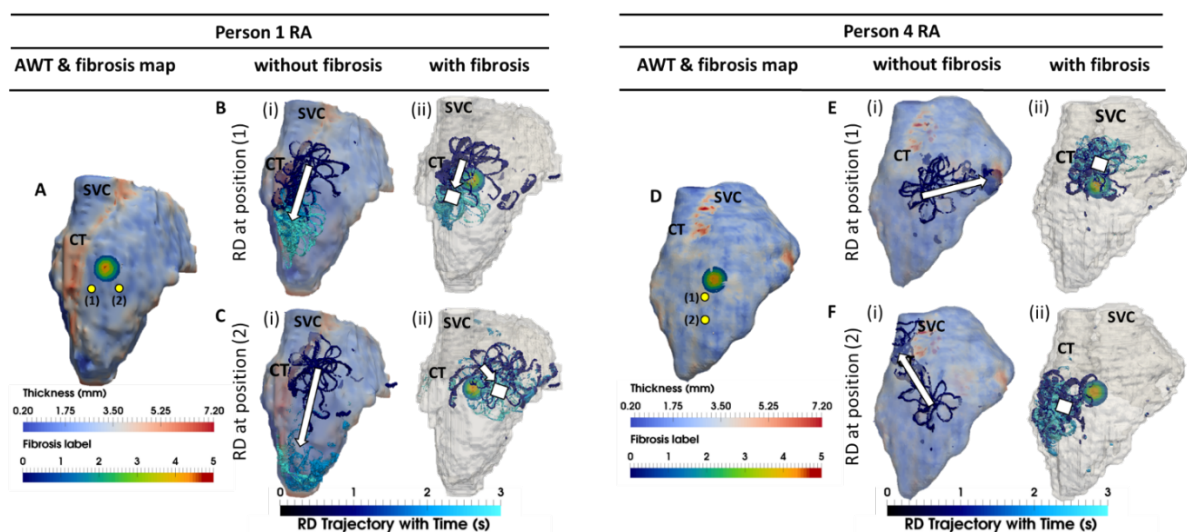 Person 1 RA
AWT & fibrosis map
without fibrosis
with fibrosis
A
SVC
CT
(1)
(2)
RD at position (1)
B
(i)
SVC
CT
(ii)
SVC
CT
RD at position (2)
C
(i)
SVC
CT
(ii)
SVC
CT
Thickness (mm)
0.20 1.75 3.50 5.25 7.20
Fibrosis label
0 1 2 3 4 5
0 1 2 3
RD Trajectory with Time (s)
Person 4 RA
AWT & fibrosis map
without fibrosis
with fibrosis
D
SVC
CT
(1)
(2)
RD at position (1)
E
(i)
SVC
CT
(ii)
SVC
CT
RD at position (2)
F
(i)
SVC
CT
(ii)
SVC
CT
Thickness (mm)
0.20 1.75 3.50 5.25 7.20
Fibrosis label
0 1 2 3 4 5
0 1 2 3
RD Trajectory with Time (s)